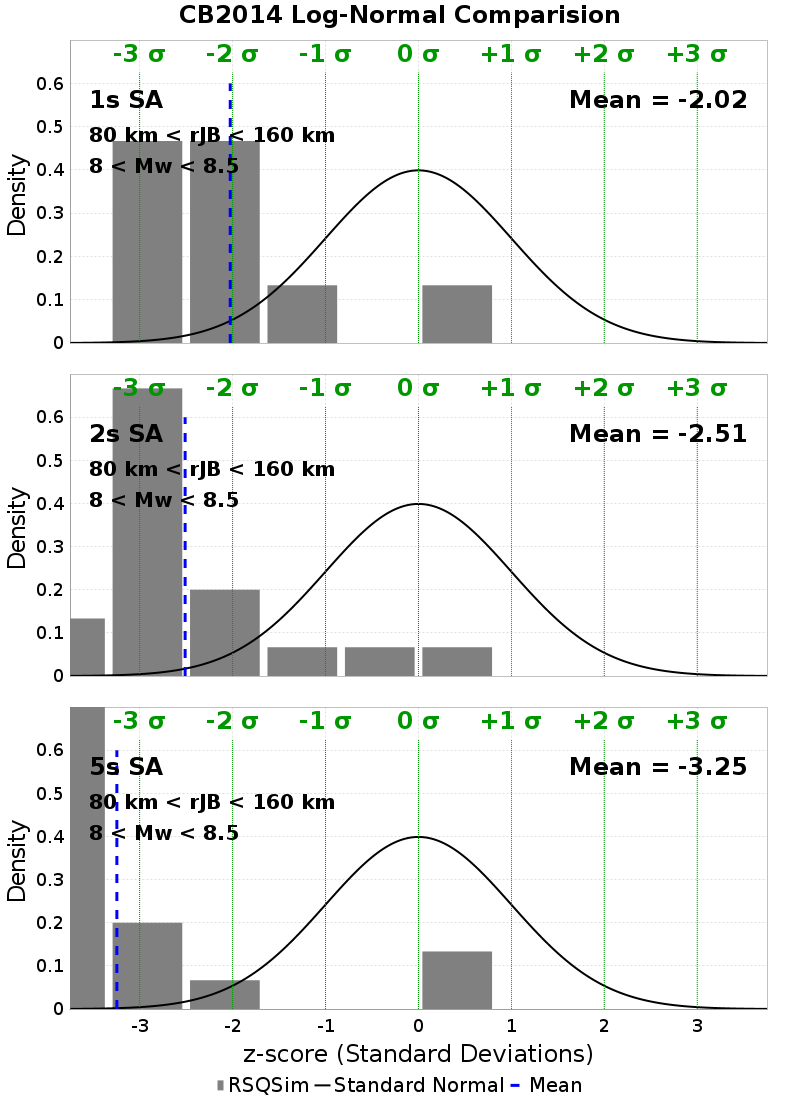 CB2014 Log-Normal Comparision
-3 σ -2 σ -1 σ 0 σ +1 σ +2 σ +3 σ
0.6
1s SA Mean = -2.02
0.5
80 km < rJB < 160 km
8 < Mw < 8.5
0.4
Density
0.3
0.2
0.1
0
-3 σ -2 σ -1 σ 0 σ +1 σ +2 σ +3 σ
0.6
2s SA Mean = -2.51
0.5
80 km < rJB < 160 km
8 < Mw < 8.5
0.4
Density
0.3
0.2
0.1
0
-3 σ -2 σ -1 σ 0 σ +1 σ +2 σ +3 σ
0.6
5s SA Mean = -3.25
0.5
80 km < rJB < 160 km
8 < Mw < 8.5
0.4
Density
0.3
0.2
0.1
0
-3 -2 -1 0 1 2 3
z-score (Standard Deviations)
RSQSim Standard Normal Mean